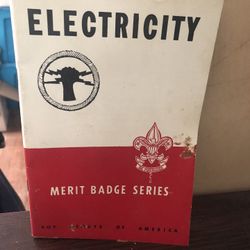 ELECTRICITY
MERIT BADGE SERIES
BOY SCOUTS OF AMERICA